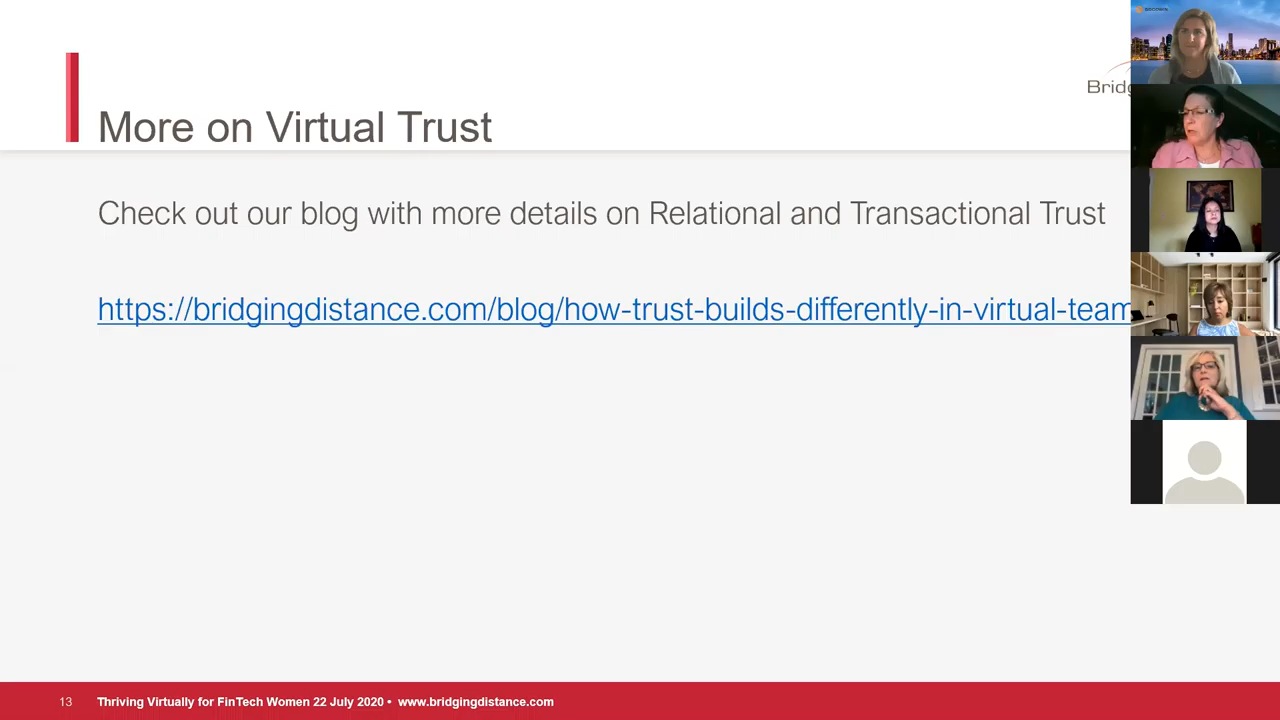 More on Virtual Trust
Check out our blog with more details on Relational and Transactional Trust
https://bridgingdistance.com/blog/how-trust-builds-differently-in-virtual-team
13 Thriving Virtually for FinTech Women 22 July 2020 • www.bridgingdistance.com